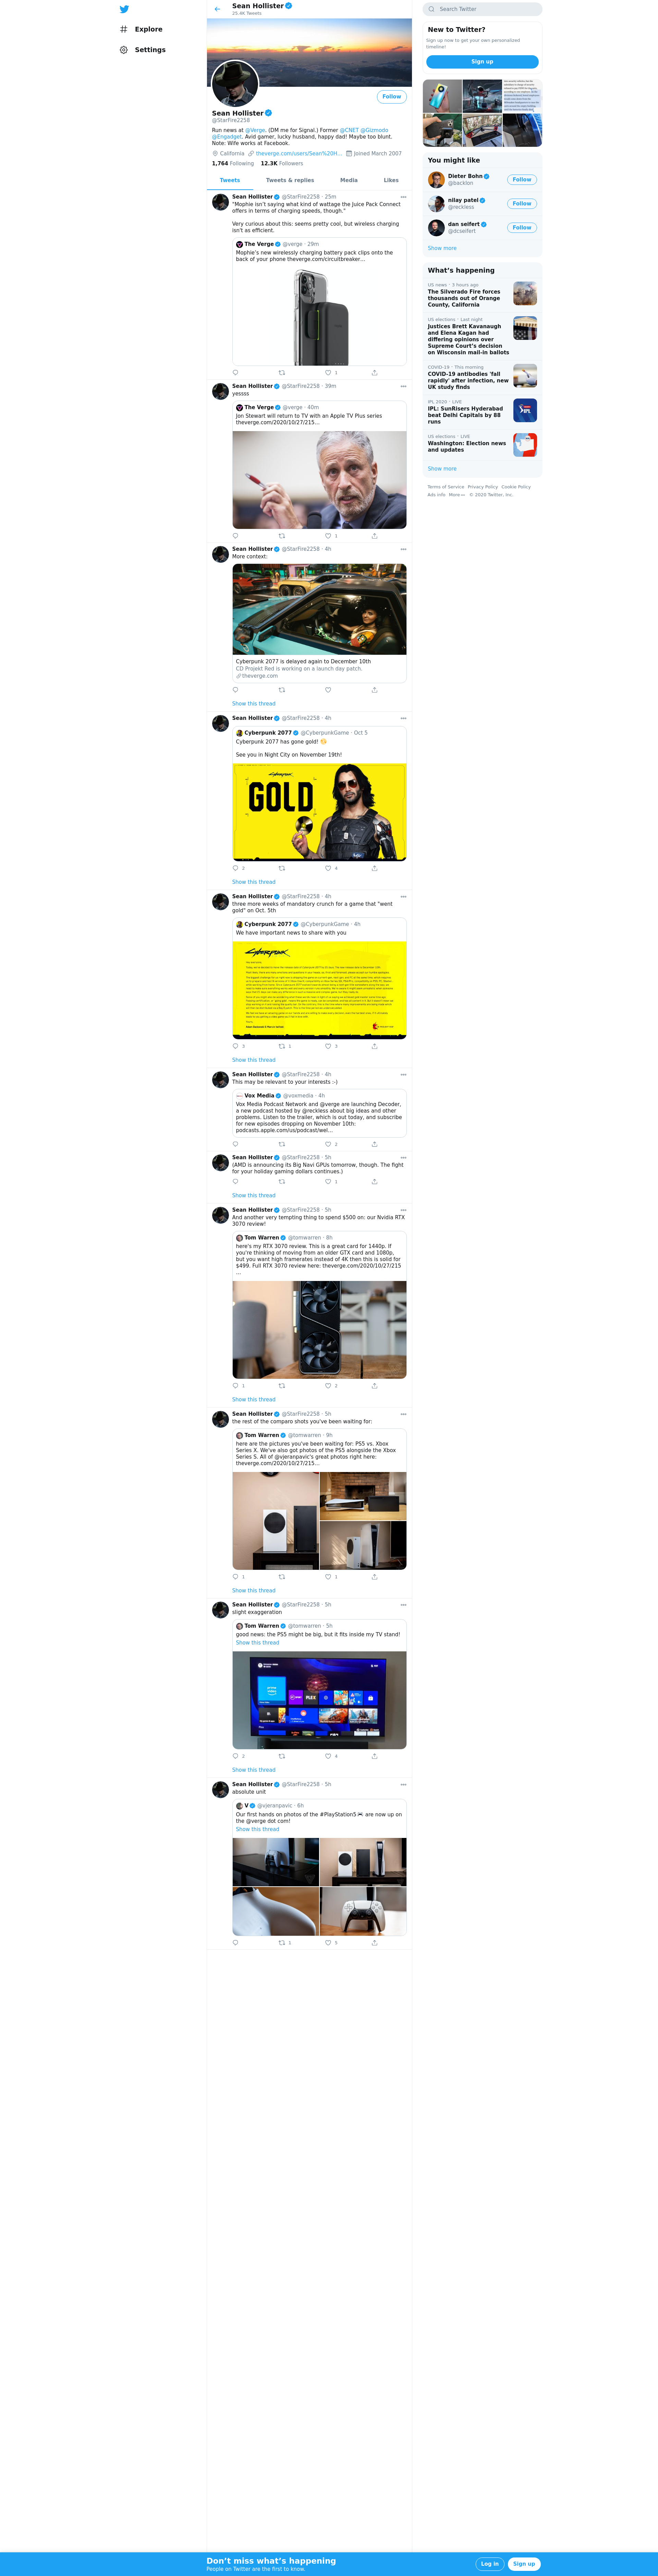 Explore
Settings
Sean Hollister
25.4K Tweets
Follow
Sean Hollister
@StarFire2258
Run news at @Verge. (DM me for Signal.) Former @CNET @Gizmodo
@Engadget. Avid gamer, lucky husband, happy dad! Maybe too blunt.
Note: Wife works at Facebook.
California theverge.com/users/Sean%20H… Joined March 2007
1,764 Following 12.3K Followers
Tweets Tweets & replies Media Likes
Sean Hollister @StarFire2258 · 25m
"Mophie isn't saying what kind of wattage the Juice Pack Connect
offers in terms of charging speeds, though."
Very curious about this: seems pretty cool, but wireless charging
isn't as efficient.
The Verge @verge · 29m
Mophie's new wirelessly charging battery pack clips onto the
back of your phone theverge.com/circuitbreaker…
1
Sean Hollister @StarFire2258 · 39m
yessss
The Verge @verge · 40m
Jon Stewart will return to TV with an Apple TV Plus series
theverge.com/2020/10/27/215…
1
Sean Hollister @StarFire2258 · 4h
More context:
Cyberpunk 2077 is delayed again to December 10th
CD Projekt Red is working on a launch day patch.
theverge.com
Show this thread
Sean Hollister @StarFire2258 · 4h
Cyberpunk 2077 @CyberpunkGame · Oct 5
Cyberpunk 2077 has gone gold!
See you in Night City on November 19th!
GOLD
2 4
Show this thread
Sean Hollister @StarFire2258 · 4h
three more weeks of mandatory crunch for a game that "went
gold" on Oct. 5th
Cyberpunk 2077 @CyberpunkGame · 4h
We have important news to share with you
3 1 3
Show this thread
Sean Hollister @StarFire2258 · 4h
This may be relevant to your interests :-)
Vox Media @voxmedia · 4h
Vox Media Podcast Network and @verge are launching Decoder,
a new podcast hosted by @reckless about big ideas and other
problems. Listen to the trailer, which is out today, and subscribe
for new episodes dropping on November 10th:
podcasts.apple.com/us/podcast/wel…
2
Sean Hollister @StarFire2258 · 5h
(AMD is announcing its Big Navi GPUs tomorrow, though. The fight
for your holiday gaming dollars continues.)
1
Show this thread
Sean Hollister @StarFire2258 · 5h
And another very tempting thing to spend $500 on: our Nvidia RTX
3070 review!
Tom Warren @tomwarren · 8h
here's my RTX 3070 review. This is a great card for 1440p. If
you're thinking of moving from an older GTX card and 1080p,
but you want high framerates instead of 4K then this is solid for
$499. Full RTX 3070 review here: theverge.com/2020/10/27/215
…
1 2
Show this thread
Sean Hollister @StarFire2258 · 5h
the rest of the comparo shots you've been waiting for:
Tom Warren @tomwarren · 9h
here are the pictures you've been waiting for: PS5 vs. Xbox
Series X. We've also got photos of the PS5 alongside the Xbox
Series S. All of @vjeranpavic's great photos right here:
theverge.com/2020/10/27/215…
1 1
Show this thread
Sean Hollister @StarFire2258 · 5h
slight exaggeration
Tom Warren @tomwarren · 5h
good news: the PS5 might be big, but it fits inside my TV stand!
Show this thread
PLEX
2 4
Show this thread
Sean Hollister @StarFire2258 · 5h
absolute unit
V @vjeranpavic · 6h
Our first hands on photos of the #PlayStation5 are now up on
the @verge dot com!
Show this thread
1 5
Search Twitter
New to Twitter?
Sign up now to get your own personalized
timeline!
Sign up
You might like
Dieter Bohn
@backlon
Follow
nilay patel
@reckless
Follow
dan seifert
@dcseifert
Follow
Show more
What's happening
US news · 3 hours ago
The Silverado Fire forces
thousands out of Orange
County, California
US elections · Last night
Justices Brett Kavanaugh
and Elena Kagan had
differing opinions over
Supreme Court's decision
on Wisconsin mail-in ballots
COVID-19 · This morning
COVID-19 antibodies 'fall
rapidly' after infection, new
UK study finds
IPL 2020 · LIVE
IPL: SunRisers Hyderabad
beat Delhi Capitals by 88
runs
US elections · LIVE
Washington: Election news
and updates
Show more
Terms of Service Privacy Policy Cookie Policy
Ads info More © 2020 Twitter, Inc.
Don't miss what's happening
People on Twitter are the first to know.
Log in
Sign up